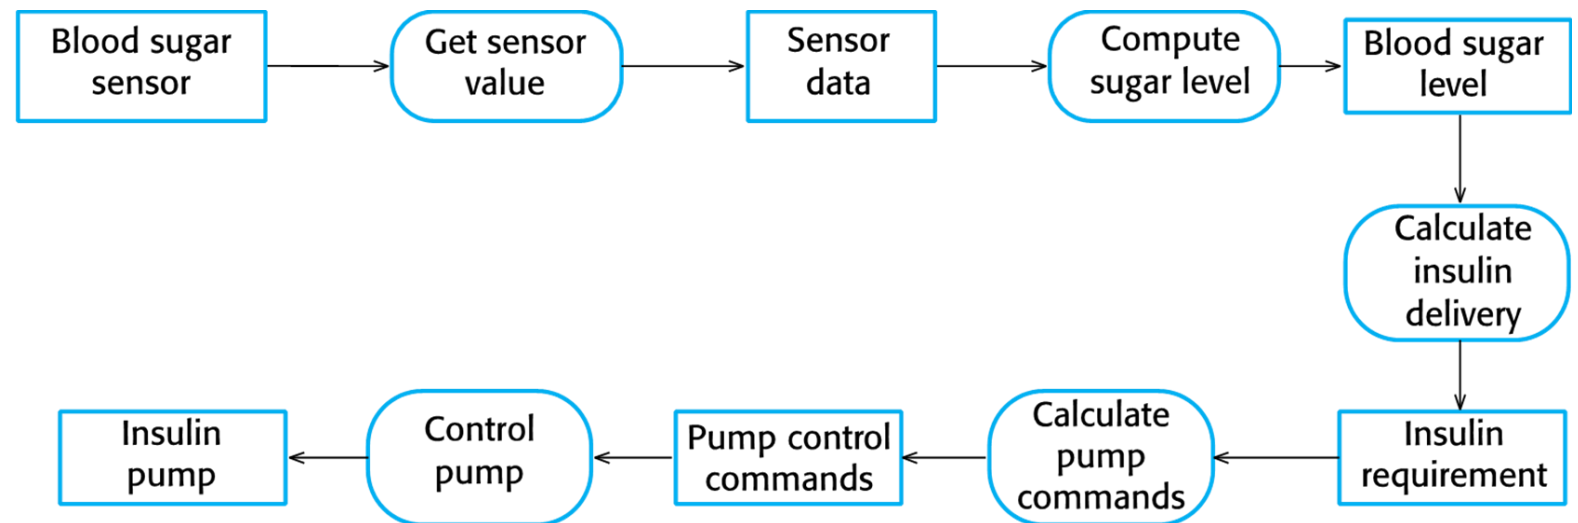 Blood sugar
sensor
Get sensor
value
Sensor
data
Compute
sugar level
Blood sugar
level
Calculate
insulin
delivery
Insulin
requirement
Calculate
pump
commands
Pump control
commands
Control
pump
Insulin
pump